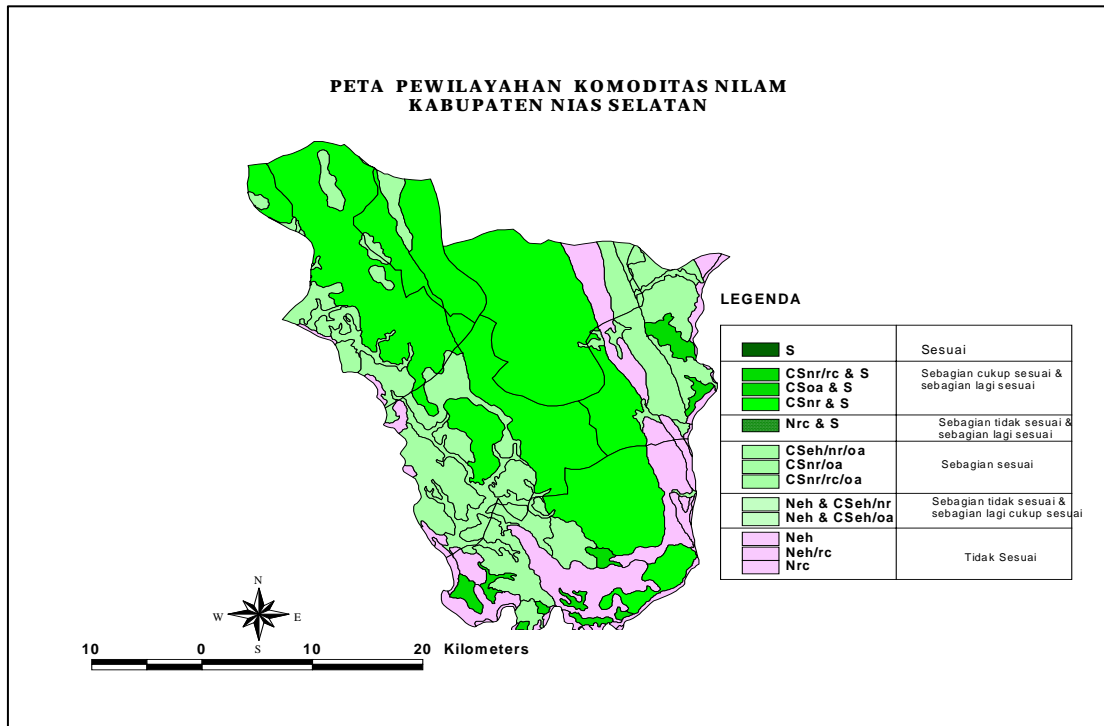 PETA PEWILAYAHAN KOMODITAS NILAM
KABUPATEN NIAS SELATAN
LEGENDA
S
Sesuai
CSnr/rc & S
CSoa & S
CSnr & S
Sebagian cukup sesuai &
sebagian lagi sesuai
Nrc & S
Sebagian tidak sesuai &
sebagian lagi sesuai
CSeh/nr/oa
CSnr/oa
CSnr/rc/oa
Sebagian sesuai
Neh & CSeh/nr
Neh & CSeh/oa
Sebagian tidak sesuai &
sebagian lagi cukup sesuai
Neh
Neh/rc
Nrc
Tidak Sesuai
N
W E
S
10 0 10 20 Kilometers